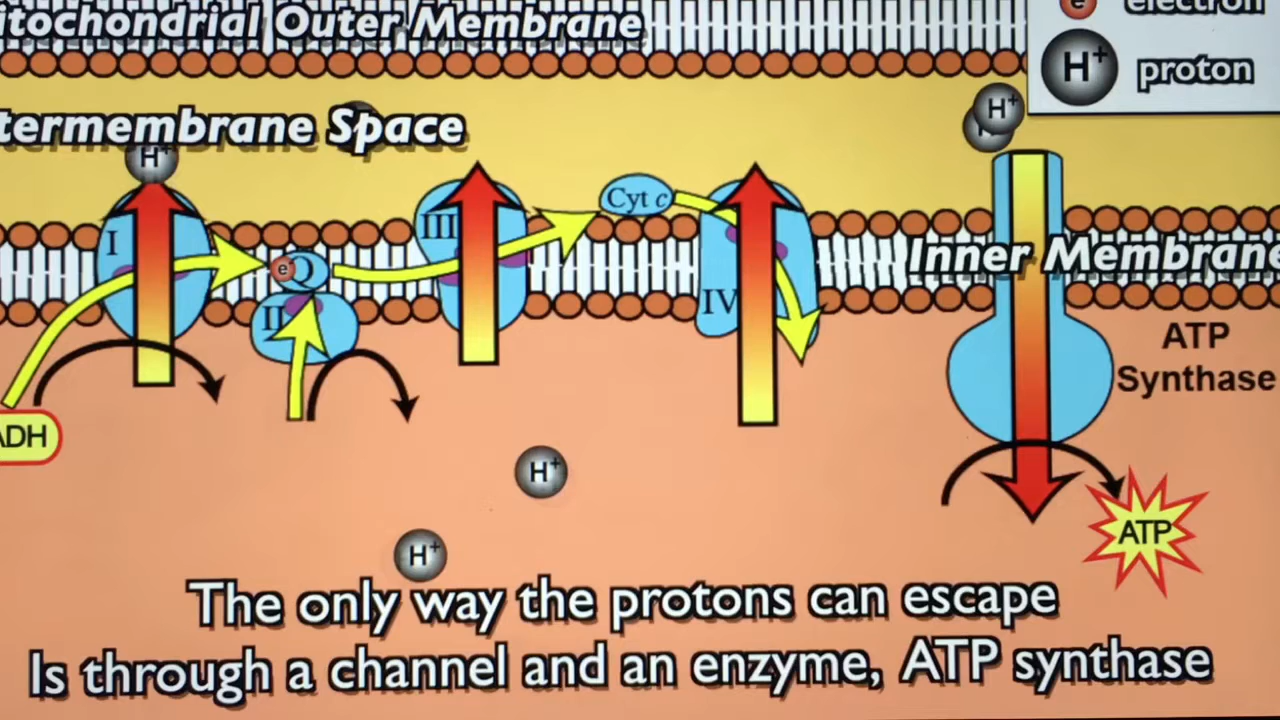 itochondrial Outer Membrane
electron
e
H+ proton
H+
termembrane Space
H+
Cyt c
I
III
e- Q
Inner Membrane
II
IV
ATP
Synthase
ADH
H+
ATP
H+
The only way the protons can escape
Is through a channel and an enzyme, ATP synthase